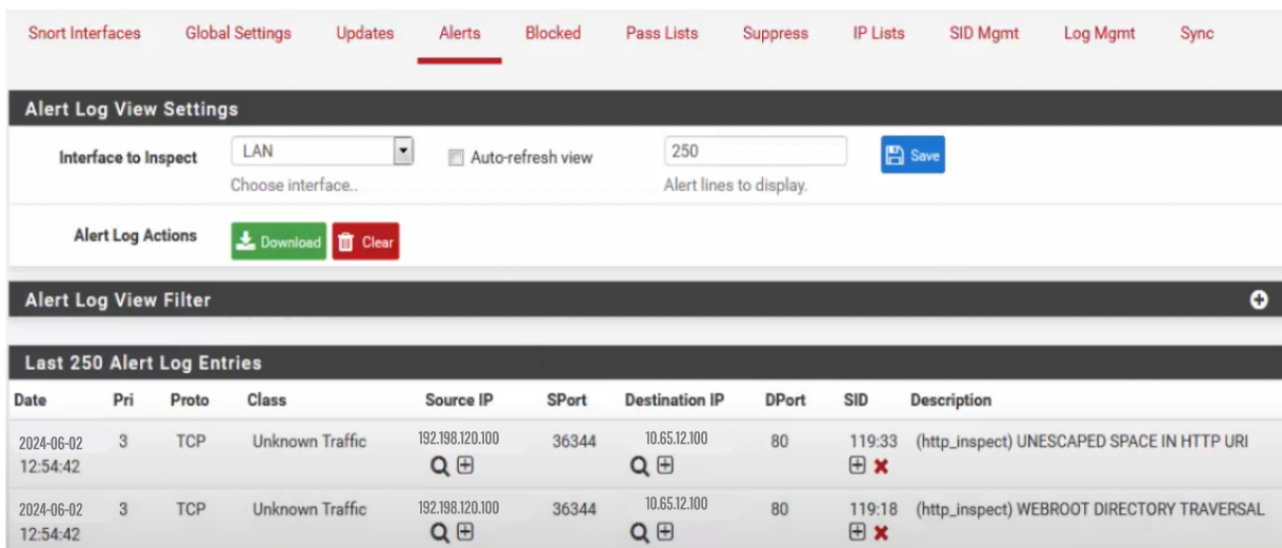 Snort Interfaces Global Settings Updates Alerts Blocked Pass Lists Suppress IP Lists SID Mgmt Log Mgmt Sync
Alert Log View Settings
Interface to Inspect LAN Auto-refresh view 250 Save
Choose interface.. Alert lines to display.
Alert Log Actions Download Clear
Alert Log View Filter
Last 250 Alert Log Entries
Date Pri Proto Class Source IP SPort Destination IP DPort SID Description
2024-06-02 3 TCP Unknown Traffic 192.198.120.100 36344 10.65.12.100 80 119:33 (http_inspect) UNESCAPED SPACE IN HTTP URI
12:54:42
2024-06-02 3 TCP Unknown Traffic 192.198.120.100 36344 10.65.12.100 80 119:18 (http_inspect) WEBROOT DIRECTORY TRAVERSAL
12:54:42